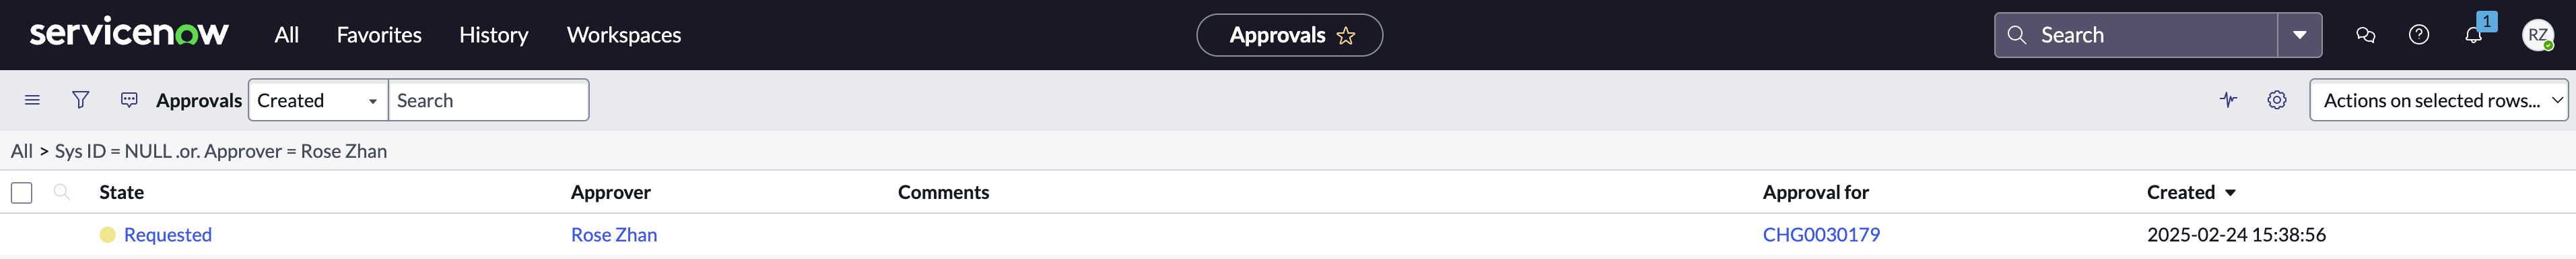 servicenow All Favorites History Workspaces Approvals Search 1 RZ
Approvals Created Search Actions on selected rows...
All > Sys ID = NULL .or. Approver = Rose Zhan
State Approver Comments Approval for Created
Requested Rose Zhan CHG0030179 2025-02-24 15:38:56